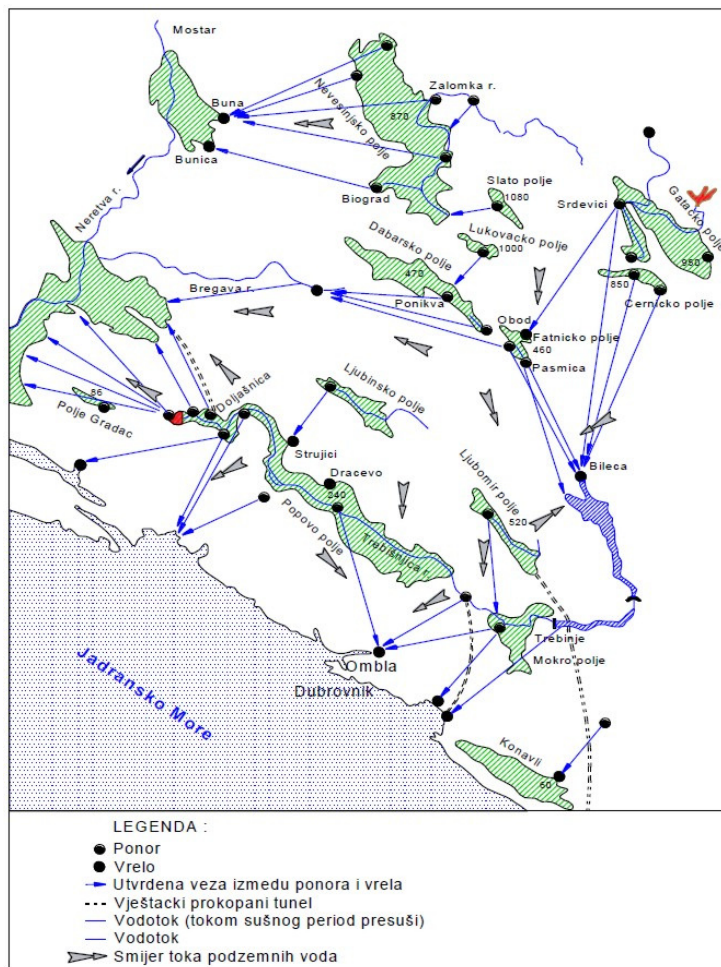 Mostar
Buna
Bunica
Neretva r.
Nevesinjsko polje
870
Zalomka r.
Biograd
Slato polje
1080
Lukovacko polje
1000
Srdevici
Gatačko polje
950
850
Cernicko polje
Dabarsko polje
470
Ponikva
Bregava r.
Obod
Fatnicko polje
460
Pasmica
Bileca
86
Polje Gradac
Doljašnica
Ljubinsko polje
Strujici
Dracevo
240
Popovo polje
Trebišnjica r.
Ljubomir polje
520
Trebinje
Mokro polje
Ombla
Dubrovnik
Jadransko More
Konavli
60
LEGENDA :
Ponor
Vrelo
Utvrdena veza izmedu ponora i vrela
Vještacki prokopani tunel
Vodotok (tokom sušnog period presuši)
Vodotok
Smijer toka podzemnih voda